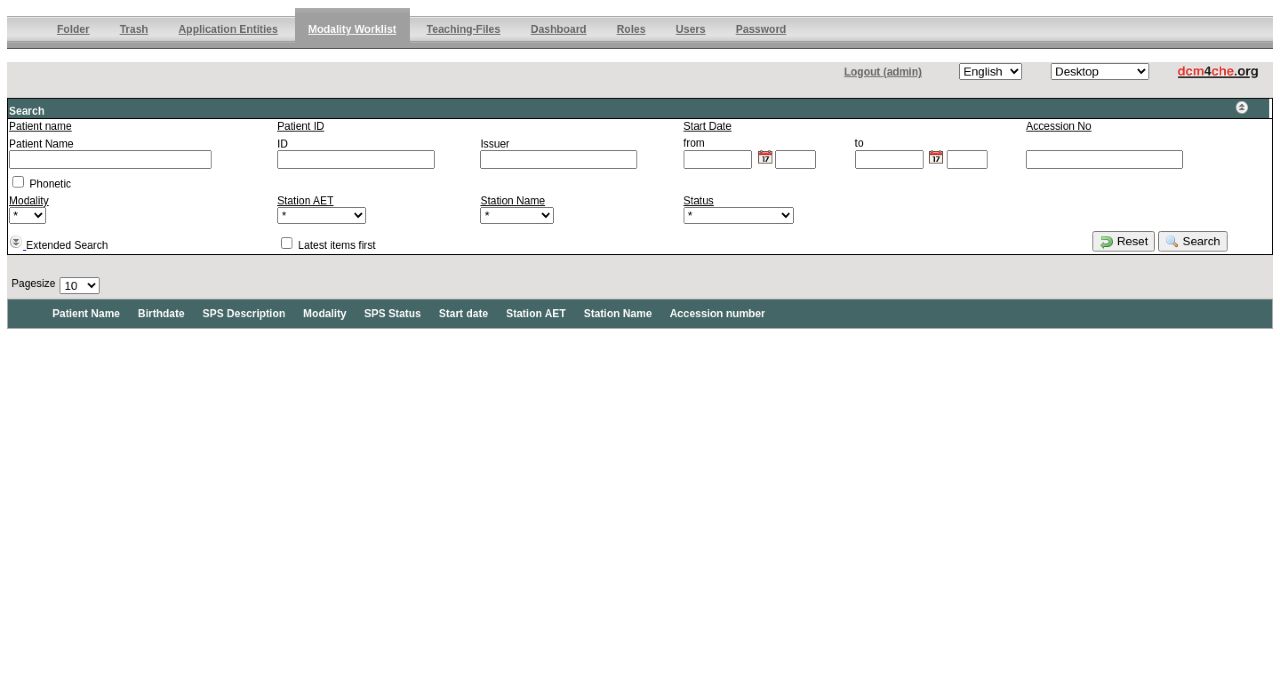 Folder Trash Application Entities Modality Worklist Teaching-Files Dashboard Roles Users Password
Logout (admin) English Desktop dcm4che.org
Search
Patient name Patient ID Start Date Accession No
Patient Name ID Issuer from to
17 17
Phonetic
Modality Station AET Station Name Status
* * * *
Extended Search Latest items first Reset Search
Pagesize 10
Patient Name Birthdate SPS Description Modality SPS Status Start date Station AET Station Name Accession number